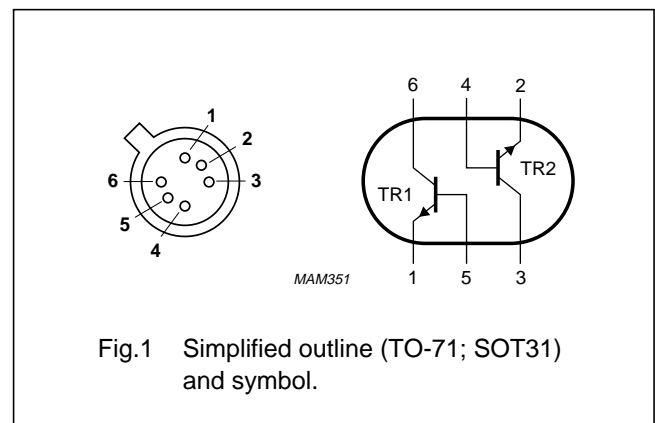 1
2
3
4
5
6
6 4 2
TR1
TR2
1 5 3
MAM351
Fig.1 Simplified outline (TO-71; SOT31)
and symbol.